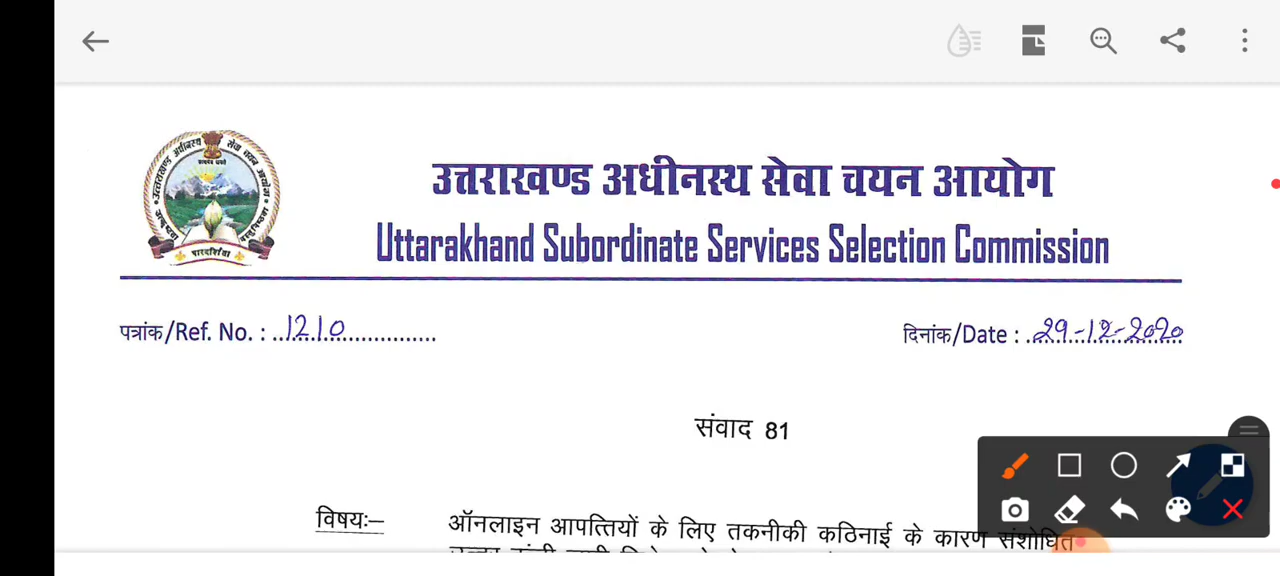 उत्तराखण्ड अधीनस्थ सेवा चयन आयोग
Uttarakhand Subordinate Services Selection Commission
पत्रांक/Ref. No. : 1210
दिनांक/Date : 29-12-2020
संवाद 81
विषयः– ऑनलाइन आपत्तियों के लिए तकनीकी कठिनाई के कारण संशोधित